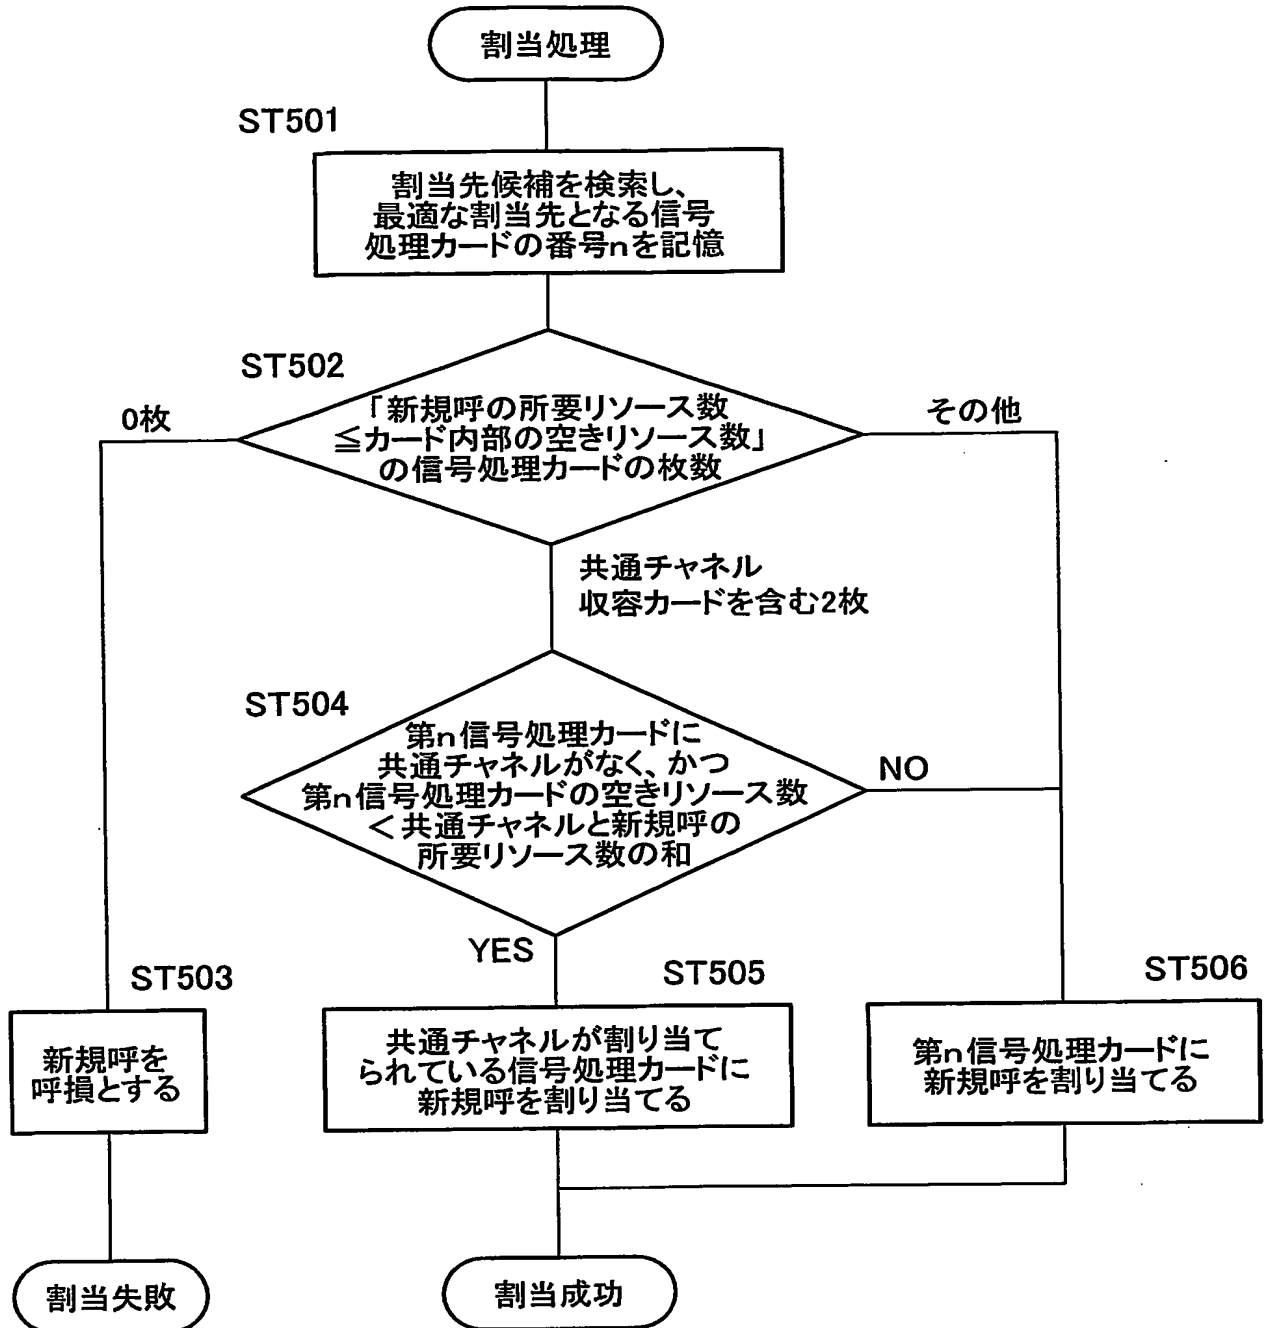 割当処理
ST501
割当先候補を検索し、
最適な割当先となる信号
処理カードの番号nを記憶
ST502
「新規呼の所要リソース数
≦カード内部の空きリソース数」
の信号処理カードの枚数
0枚
その他
共通チャネル
収容カードを含む2枚
ST504
第n信号処理カードに
共通チャネルがなく、かつ
第n信号処理カードの空きリソース数
＜共通チャネルと新規呼の
所要リソース数の和
NO
YES
ST503
新規呼を
呼損とする
ST505
共通チャネルが割り当て
られている信号処理カードに
新規呼を割り当てる
ST506
第n信号処理カードに
新規呼を割り当てる
割当失敗
割当成功